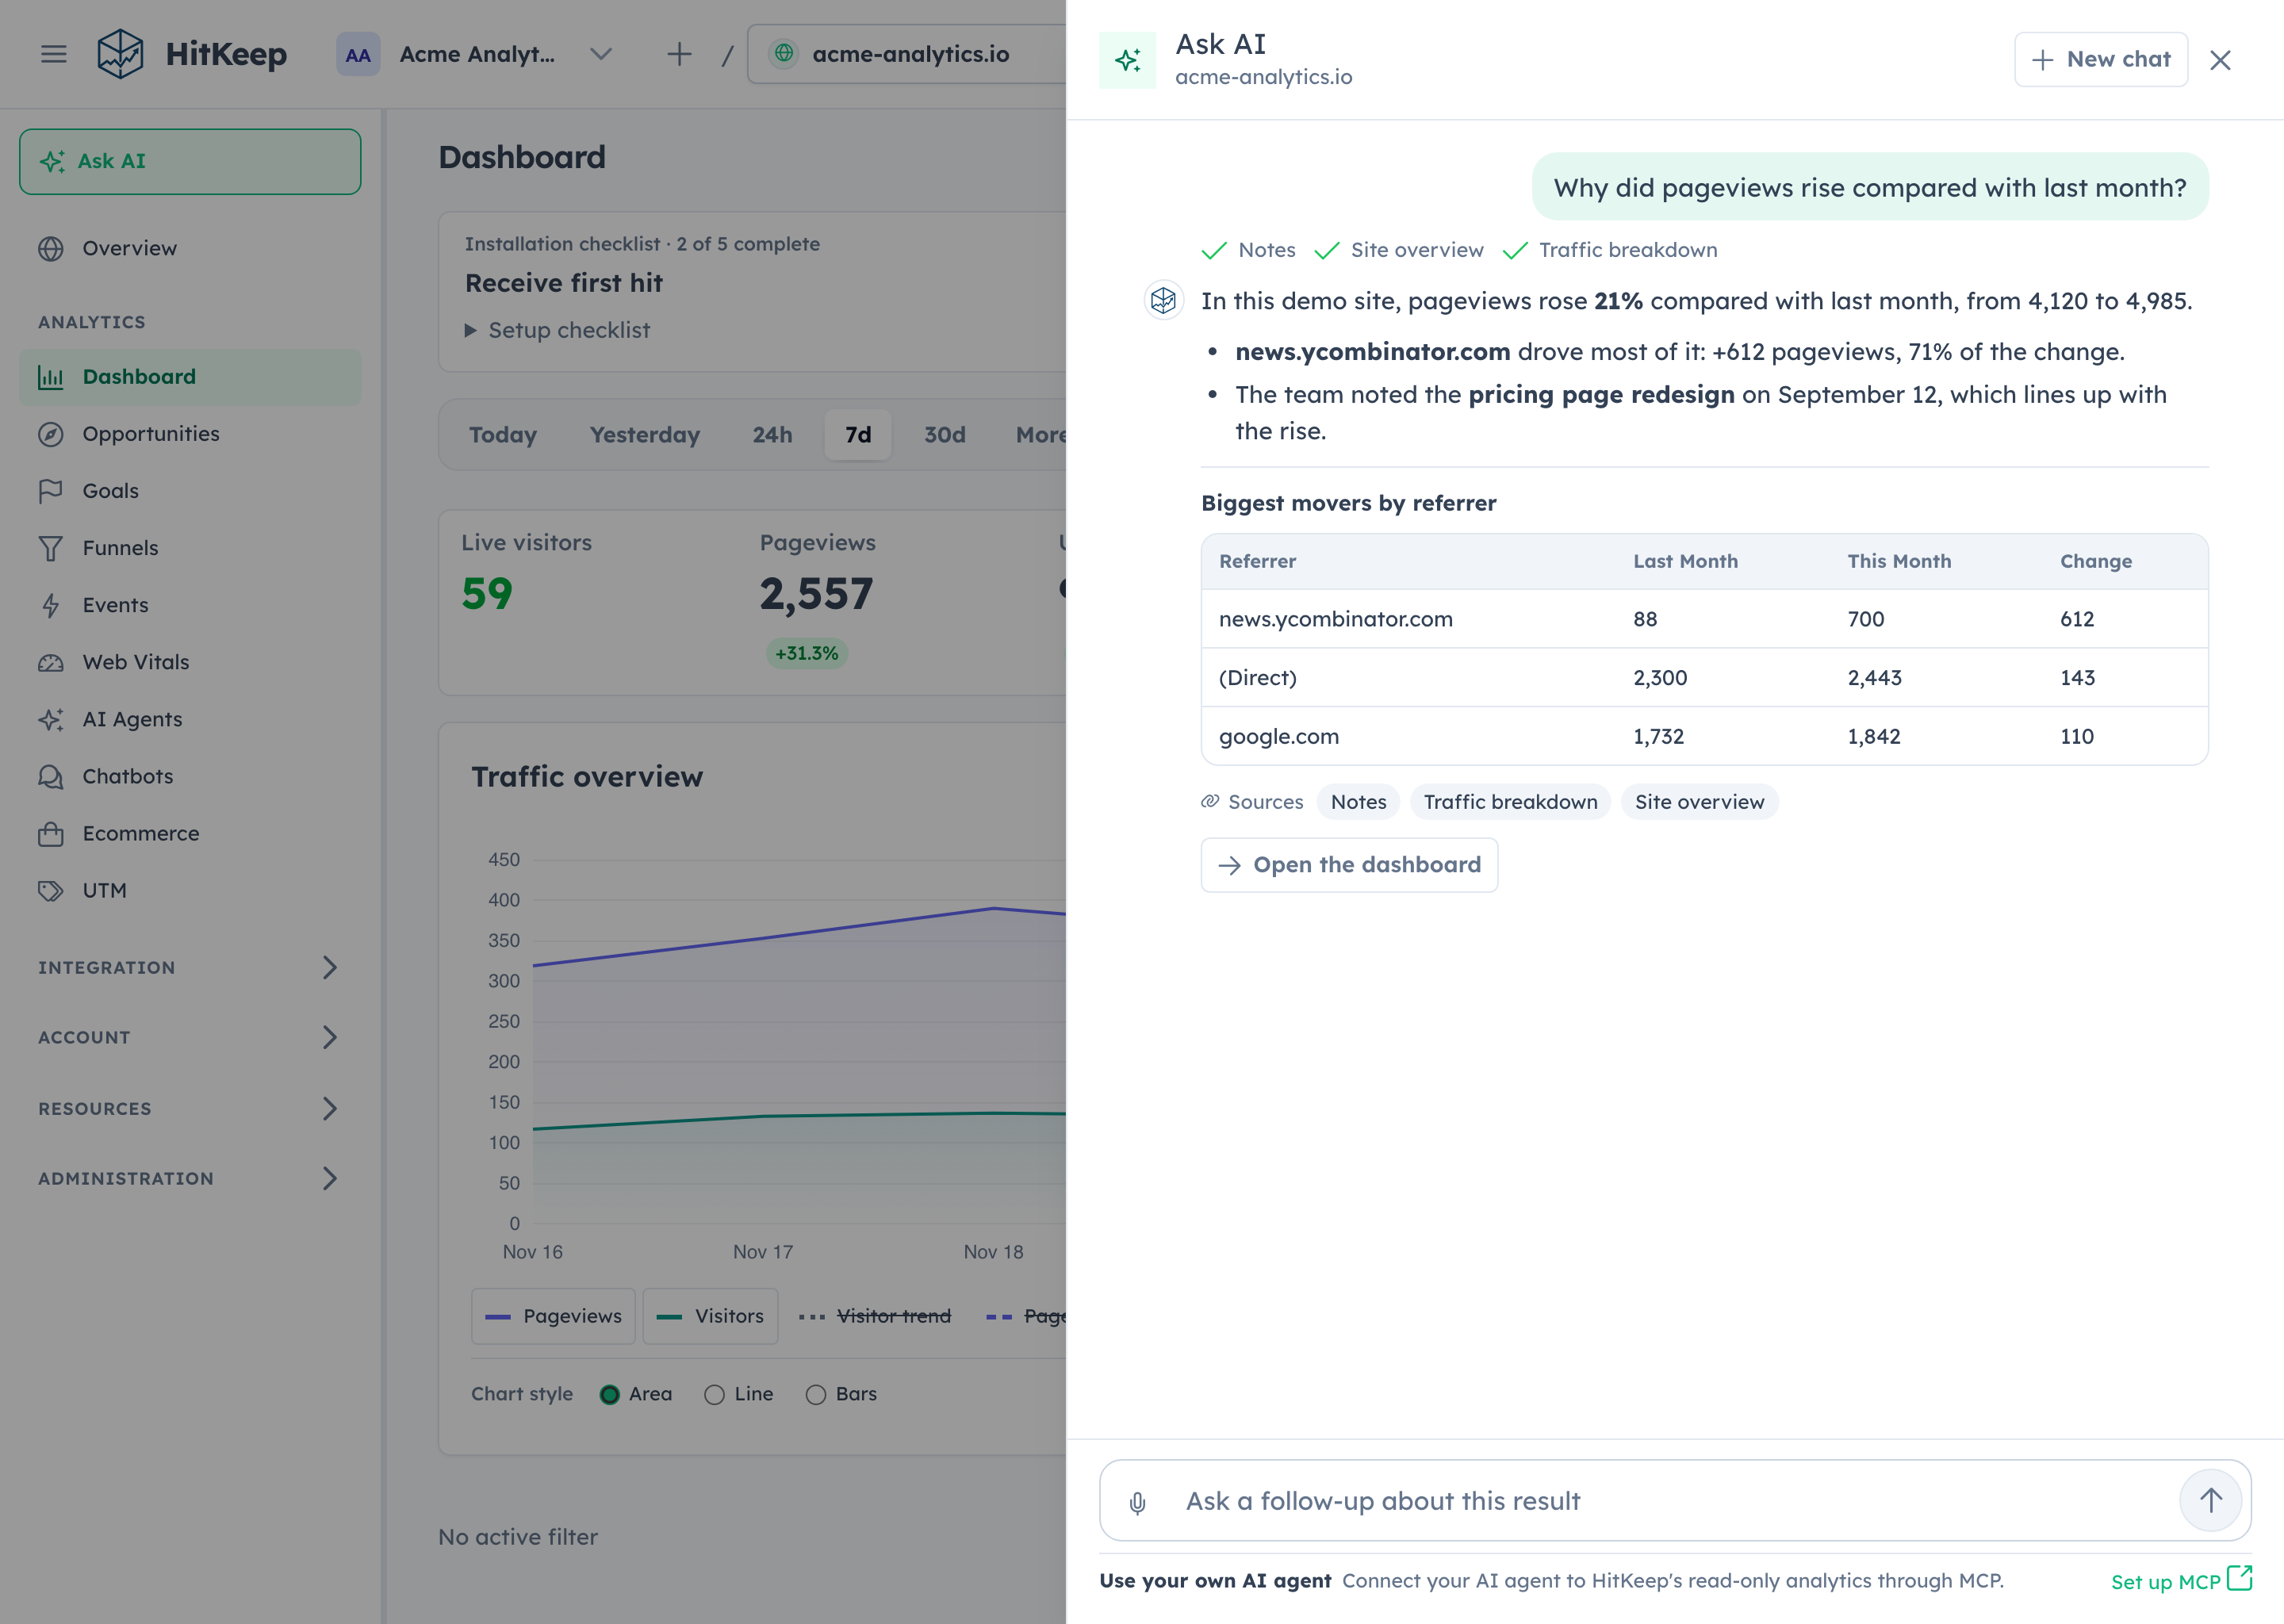 HitKeep
AA
Acme Analyt...
/
acme-analytics.io
Ask AI
Overview
ANALYTICS
Dashboard
Opportunities
Goals
Funnels
Events
Web Vitals
AI Agents
Chatbots
Ecommerce
UTM
INTEGRATION
ACCOUNT
RESOURCES
ADMINISTRATION
Dashboard
Installation checklist · 2 of 5 complete
Receive first hit
Setup checklist
Today Yesterday 24h 7d 30d More
Live visitors
59
Pageviews
2,557
+31.3%
Traffic overview
450
400
350
300
250
200
150
100
50
0
Nov 16 Nov 17 Nov 18
Pageviews Visitors Visitor trend
Chart style Area Line Bars
No active filter
Ask AI
acme-analytics.io
New chat
Why did pageviews rise compared with last month?
Notes Site overview Traffic breakdown
In this demo site, pageviews rose 21% compared with last month, from 4,120 to 4,985.
• news.ycombinator.com drove most of it: +612 pageviews, 71% of the change.
• The team noted the pricing page redesign on September 12, which lines up with
the rise.
Biggest movers by referrer
Referrer Last Month This Month Change
news.ycombinator.com 88 700 612
(Direct) 2,300 2,443 143
google.com 1,732 1,842 110
Sources Notes Traffic breakdown Site overview
Open the dashboard
Ask a follow-up about this result
Use your own AI agent Connect your AI agent to HitKeep's read-only analytics through MCP.
Set up MCP